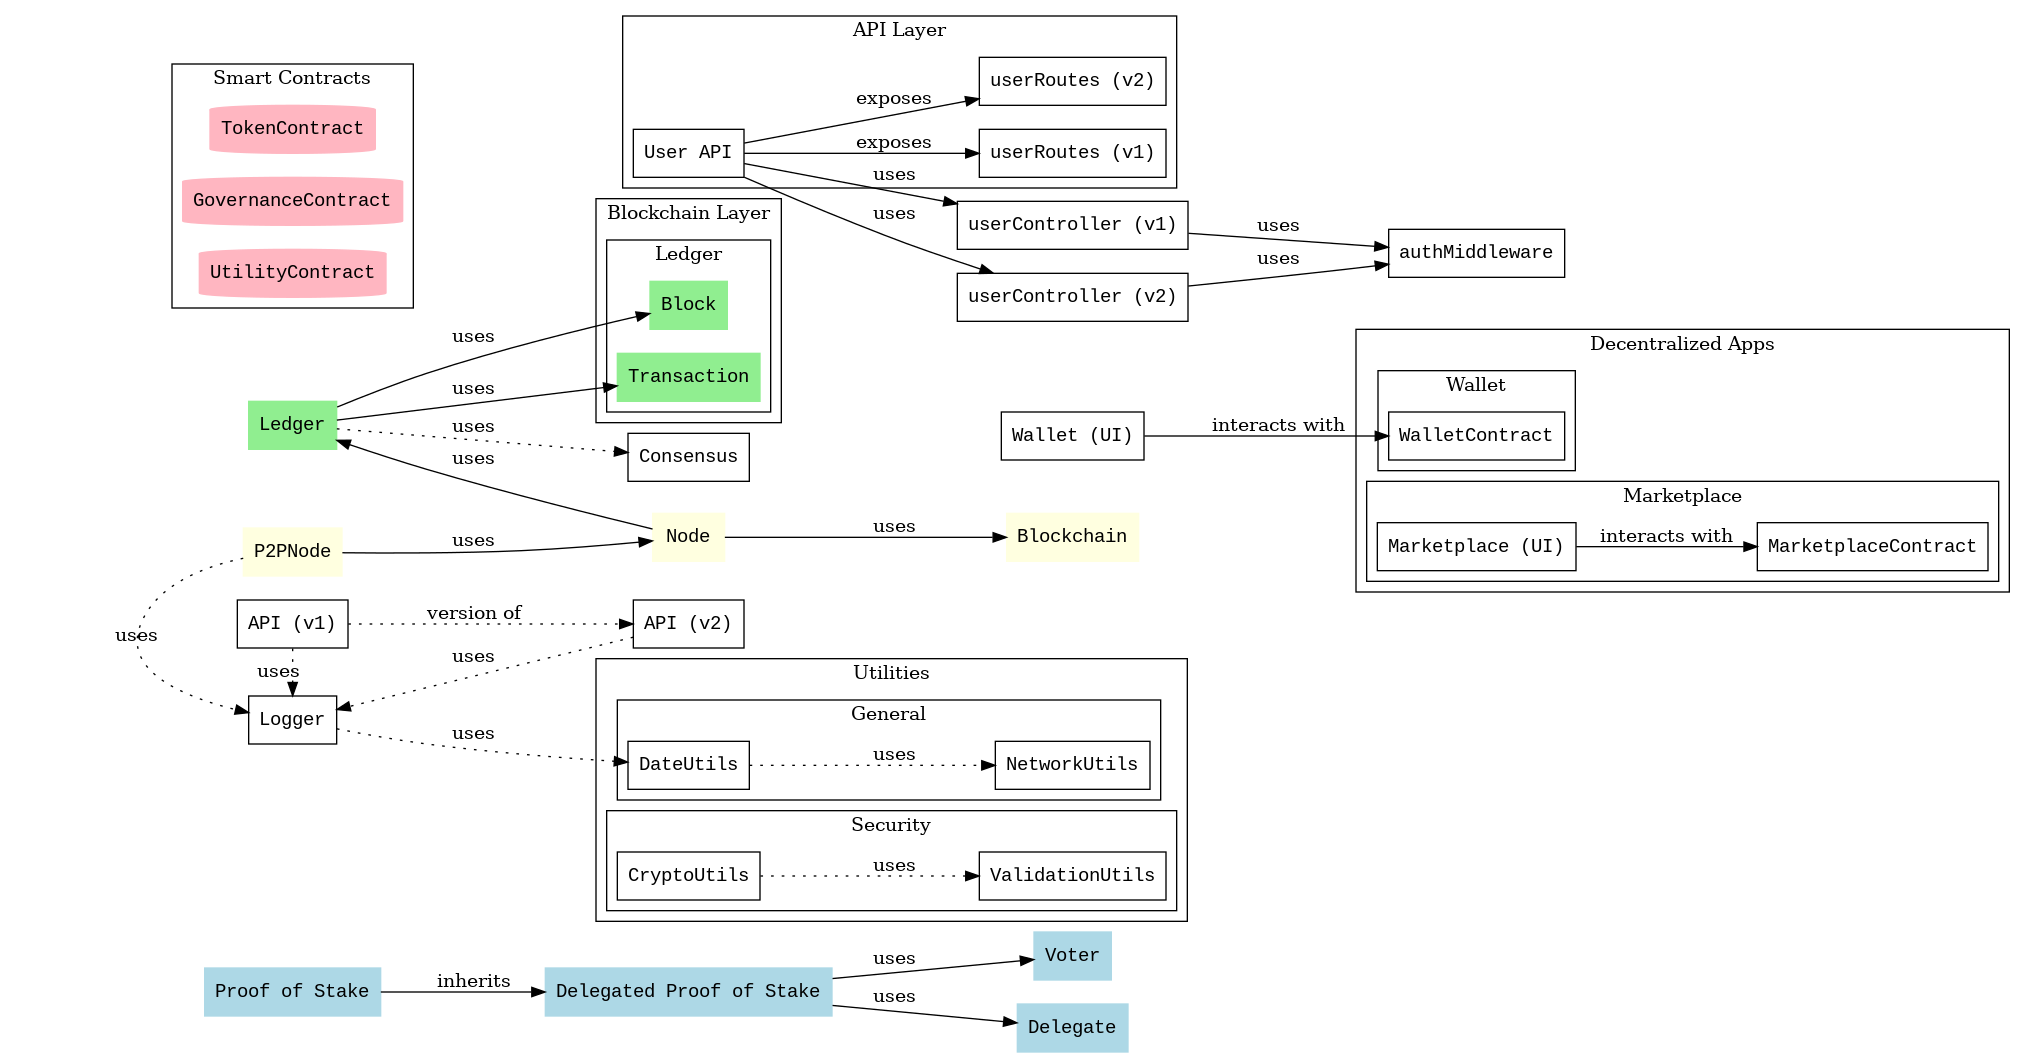 API Layer
userRoutes (v2)
exposes
User API
exposes
userRoutes (v1)
uses
uses
userController (v1)
userController (v2)
uses
uses
authMiddleware
Smart Contracts
TokenContract
GovernanceContract
UtilityContract
Blockchain Layer
Ledger
Block
Transaction
uses
uses
Ledger
uses
Consensus
uses
Decentralized Apps
Wallet
Wallet (UI)
interacts with
WalletContract
Marketplace
Marketplace (UI)
interacts with
MarketplaceContract
P2PNode
uses
Node
uses
Blockchain
uses
API (v1)
version of
API (v2)
uses
uses
Logger
uses
Utilities
General
DateUtils
uses
NetworkUtils
Security
CryptoUtils
uses
ValidationUtils
Proof of Stake
inherits
Delegated Proof of Stake
uses
Voter
uses
Delegate